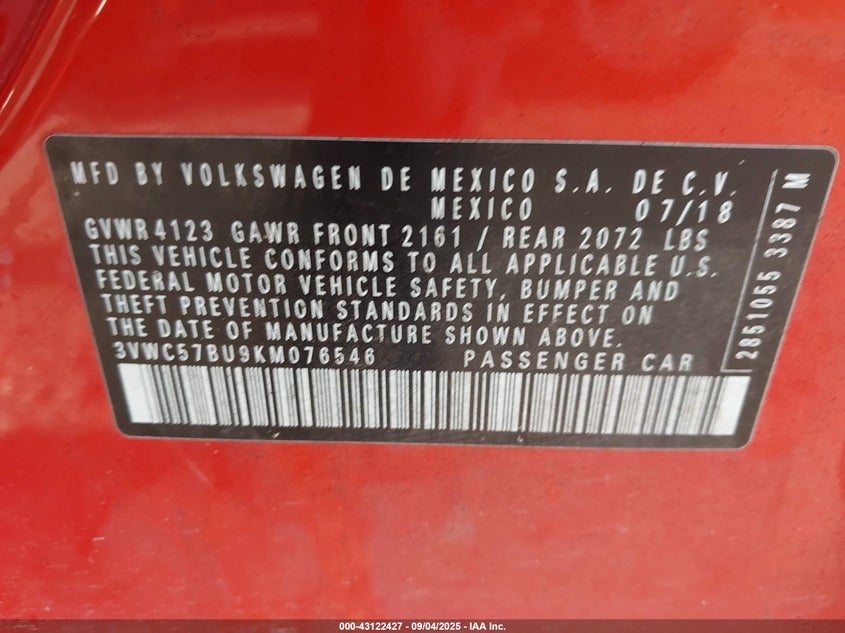 MFD BY VOLKSWAGEN DE MEXICO S.A. DE C.V.
MEXICO 07/18
GVWR 4123 GAWR FRONT 2161 / REAR 2072 LBS
THIS VEHICLE CONFORMS TO ALL APPLICABLE U.S.
FEDERAL MOTOR VEHICLE SAFETY, BUMPER AND
THEFT PREVENTION STANDARDS IN EFFECT ON
THE DATE OF MANUFACTURE SHOWN ABOVE.
3VWC57BU9KM076546 PASSENGER CAR
2851055 3387 M
000-43122427 - 09/04/2025 - IAA Inc.